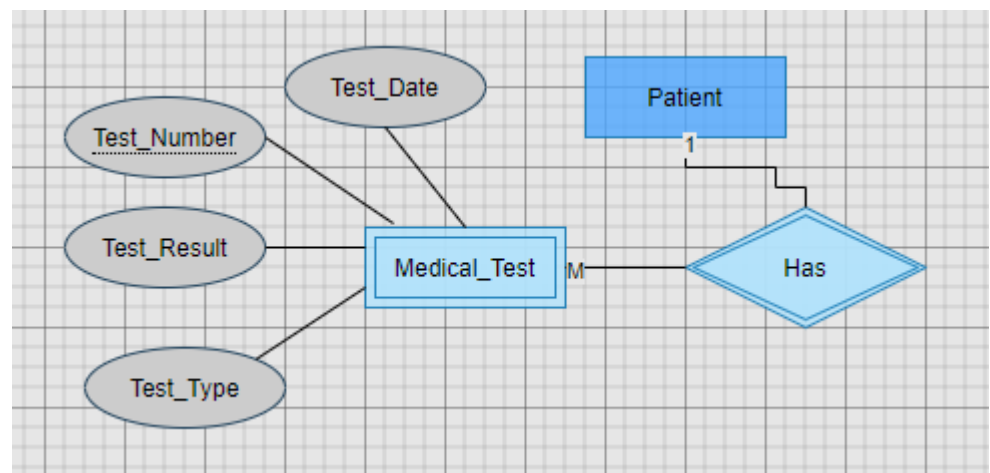 Test_Date
Patient
Test_Number
1
Test_Result
Medical_Test
M
Has
Test_Type